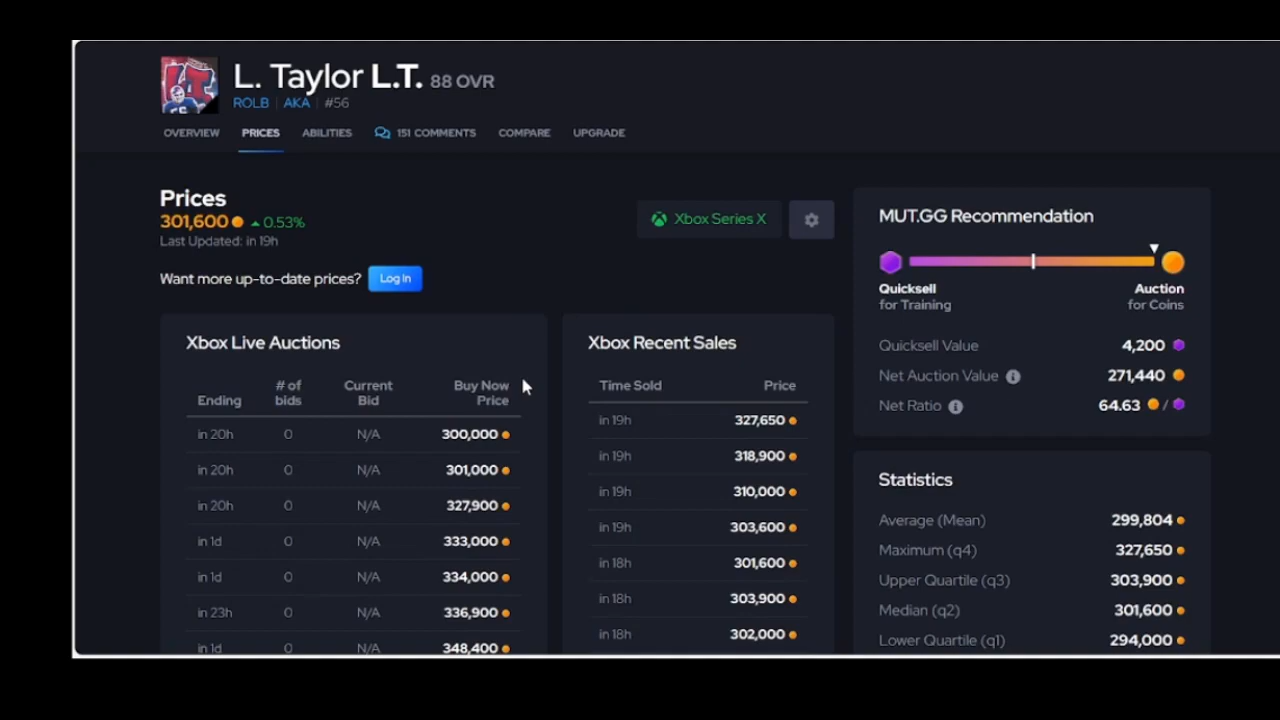 L. Taylor L.T. 88 OVR
ROLB AKA #56
OVERVIEW PRICES ABILITIES 151 COMMENTS COMPARE UPGRADE
Prices
301,600 0.53%
Last Updated: in 19h
Want more up-to-date prices? Log In
Xbox Series X
Xbox Live Auctions
Ending # of bids Current Bid Buy Now Price
in 20h 0 N/A 300,000
in 20h 0 N/A 301,000
in 20h 0 N/A 327,900
in 1d 0 N/A 333,000
in 1d 0 N/A 334,000
in 23h 0 N/A 336,900
in 1d 0 N/A 348,400
Xbox Recent Sales
Time Sold Price
in 19h 327,650
in 19h 318,900
in 19h 310,000
in 19h 303,600
in 18h 301,600
in 18h 303,900
in 18h 302,000
MUT.GG Recommendation
Quicksell Auction
for Training for Coins
Quicksell Value 4,200
Net Auction Value 271,440
Net Ratio 64.63 /
Statistics
Average (Mean) 299,804
Maximum (q4) 327,650
Upper Quartile (q3) 303,900
Median (q2) 301,600
Lower Quartile (q1) 294,000